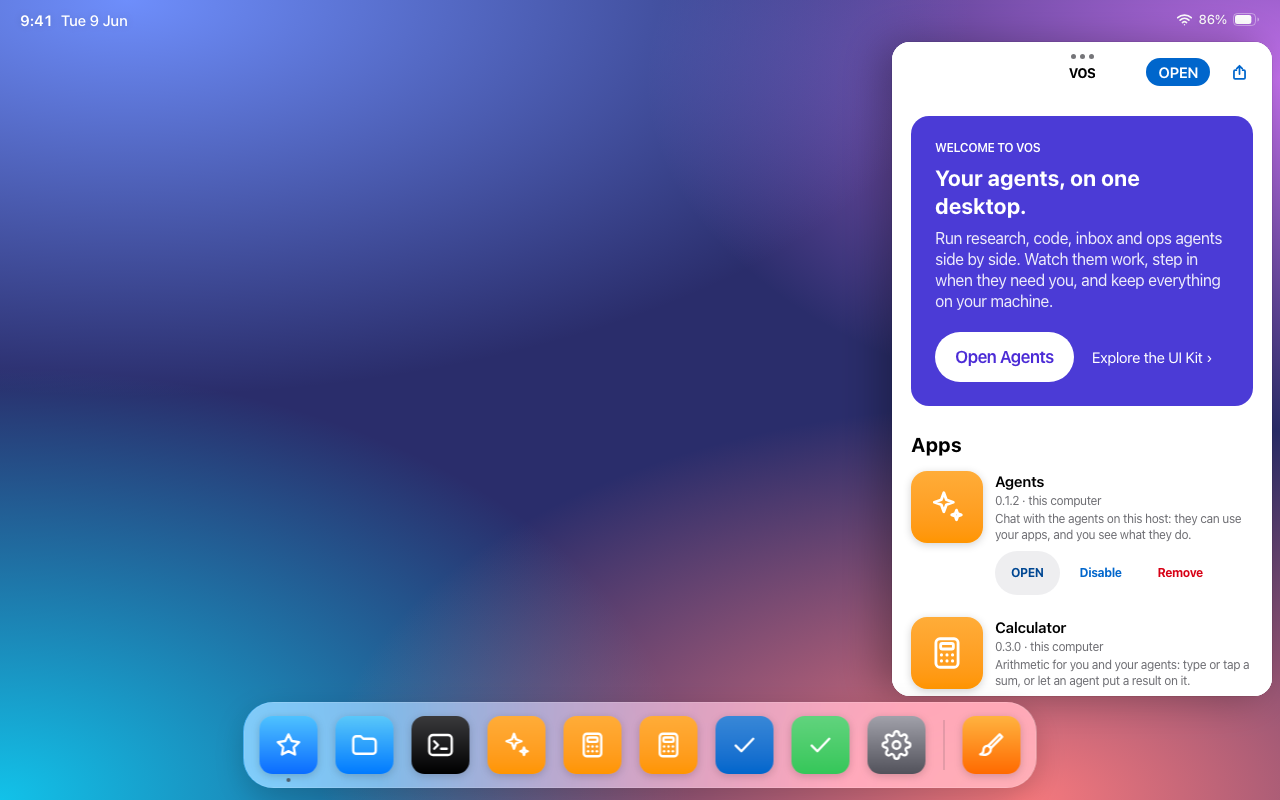 9:41 Tue 9 Jun
86%
VOS
OPEN
WELCOME TO VOS
Your agents, on one
desktop.
Run research, code, inbox and ops agents
side by side. Watch them work, step in
when they need you, and keep everything
on your machine.
Open Agents
Explore the UI Kit ›
Apps
Agents
0.1.2 · this computer
Chat with the agents on this host: they can use
your apps, and you see what they do.
OPEN
Disable
Remove
Calculator
0.3.0 · this computer
Arithmetic for you and your agents: type or tap a
sum, or let an agent put a result on it.